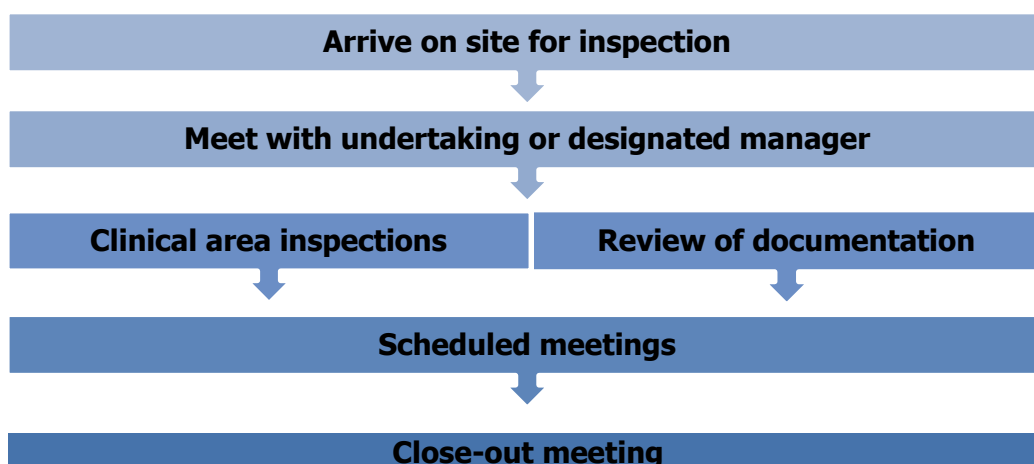 Arrive on site for inspection
Meet with undertaking or designated manager
Clinical area inspections
Review of documentation
Scheduled meetings
Close-out meeting